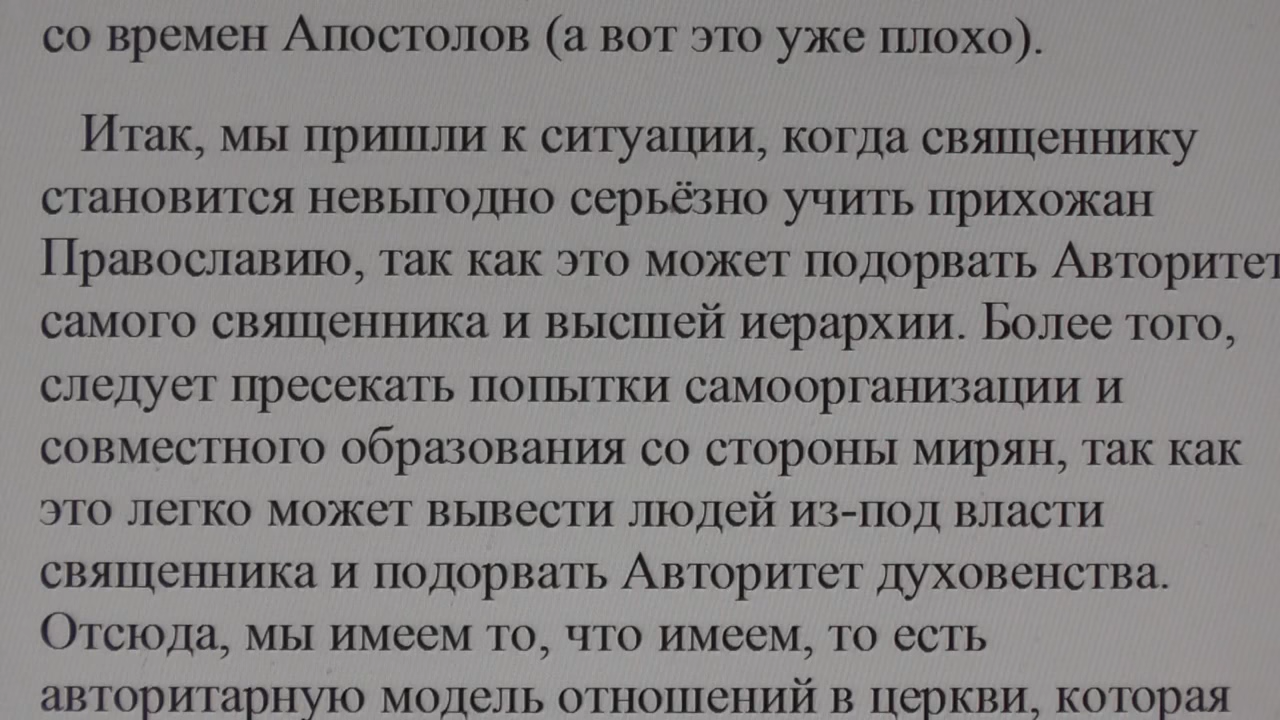 со времен Апостолов (а вот это уже плохо).
Итак, мы пришли к ситуации, когда священнику
становится невыгодно серьёзно учить прихожан
Православию, так как это может подорвать Авторитет
самого священника и высшей иерархии. Более того,
следует пресекать попытки самоорганизации и
совместного образования со стороны мирян, так как
это легко может вывести людей из-под власти
священника и подорвать Авторитет духовенства.
Отсюда, мы имеем то, что имеем, то есть
авторитарную модель отношений в церкви, которая